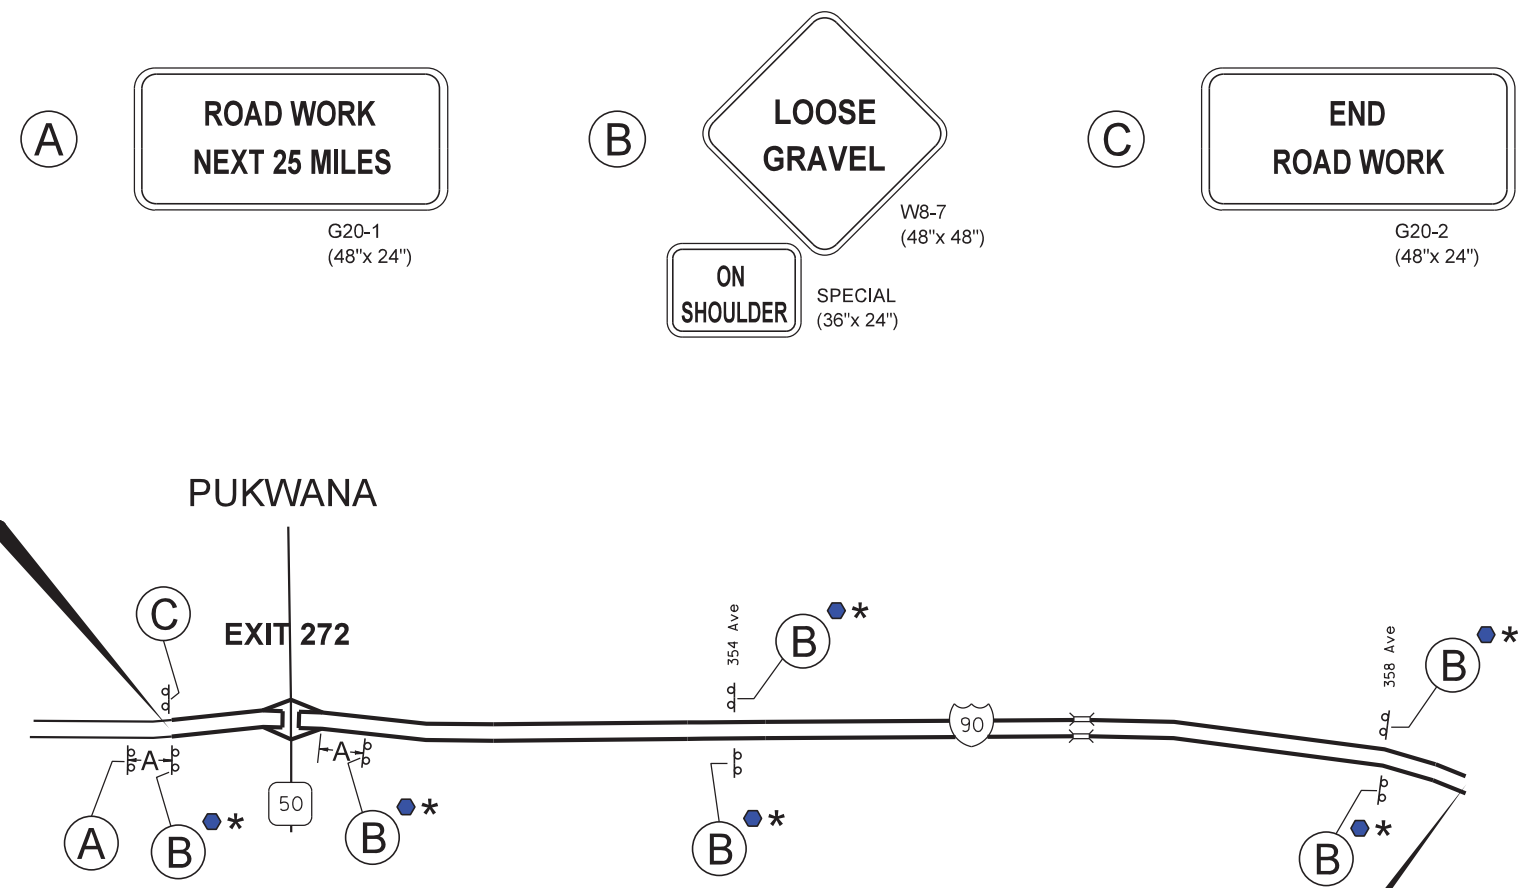 A
ROAD WORK
NEXT 25 MILES
G20-1
(48"x 24")
B
LOOSE
GRAVEL
W8-7
(48"x 48")
ON
SHOULDER
SPECIAL
(36"x 24")
C
END
ROAD WORK
G20-2
(48"x 24")
PUKWANA
C
EXIT 272
354 Ave
B *
358 Ave
B *
90
A
A
50
A
B *
B *
B *
B *